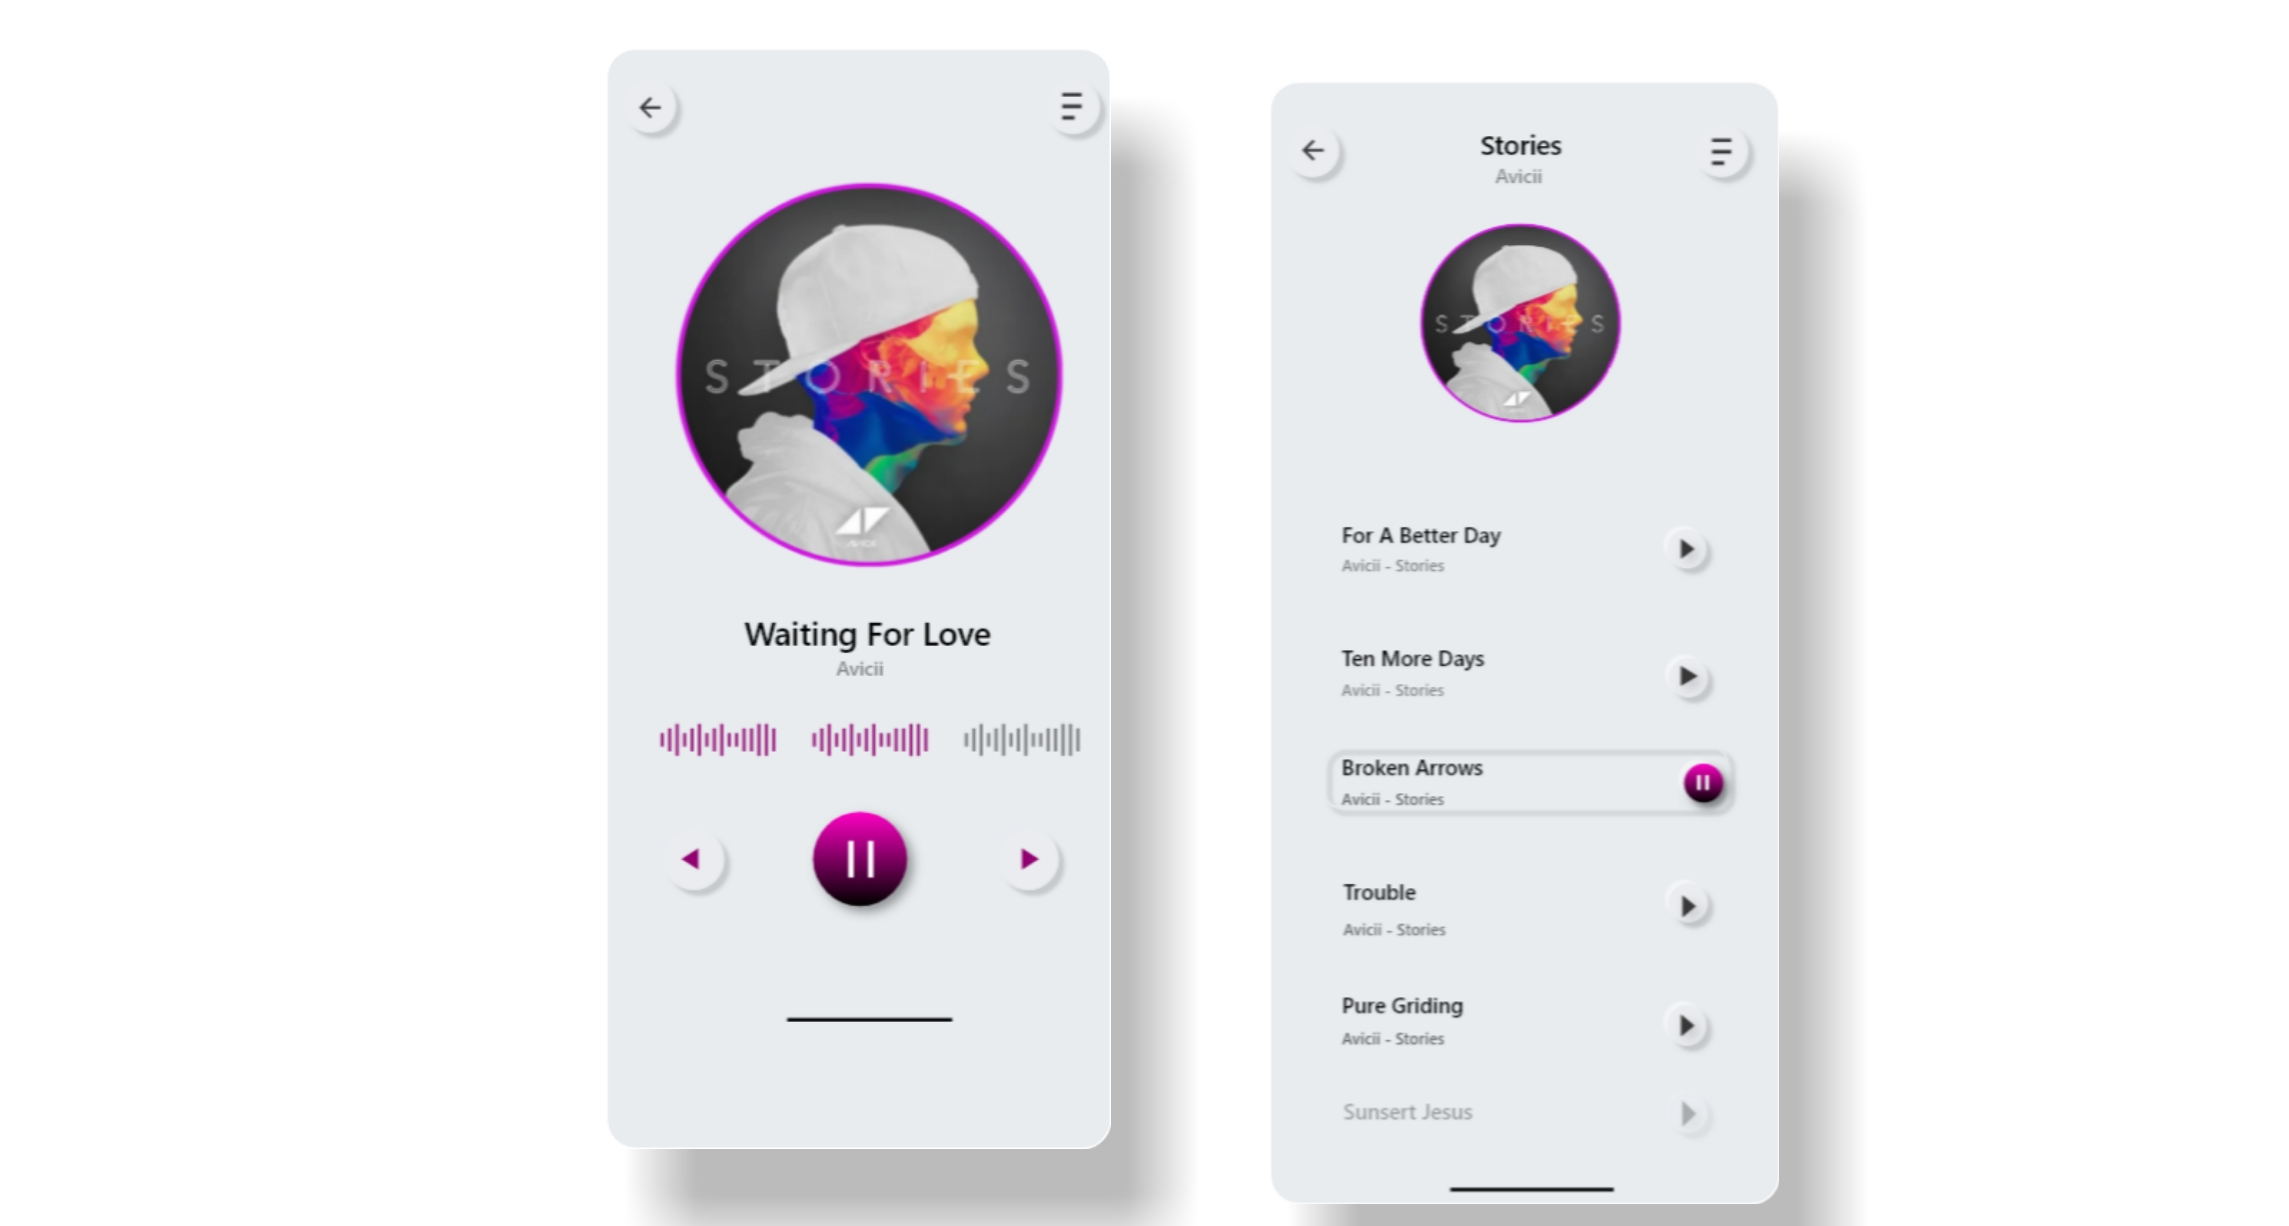 STORIES
AVICII
Waiting For Love
Avicii
Stories
Avicii
STORIES
For A Better Day
Avicii - Stories
Ten More Days
Avicii - Stories
Broken Arrows
Avicii - Stories
Trouble
Avicii - Stories
Pure Griding
Avicii - Stories
Sunsert Jesus